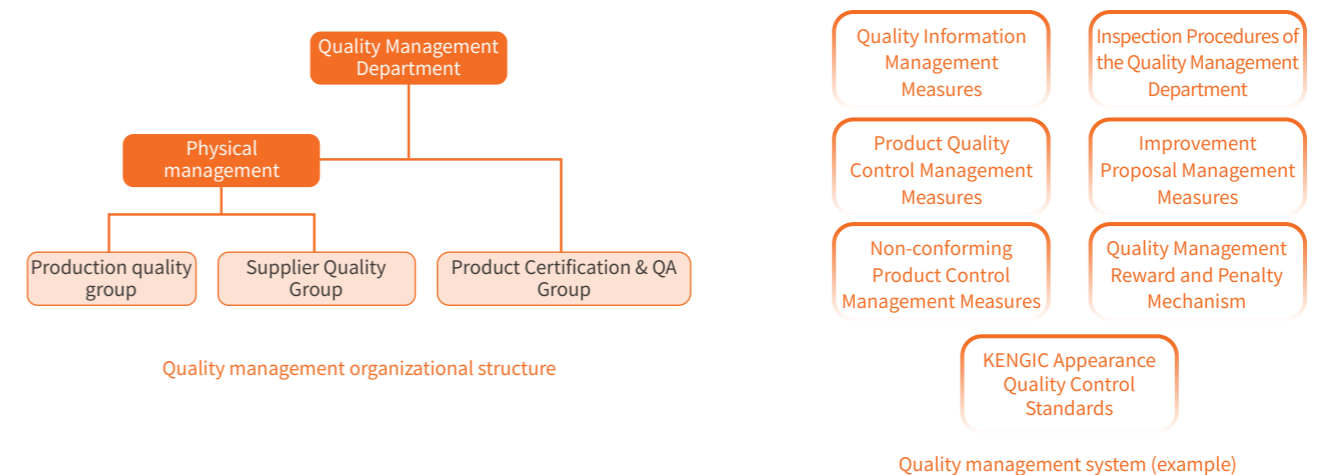 Quality Management
Department
Physical
management
Production quality
group
Supplier Quality
Group
Product Certification & QA
Group
Quality management organizational structure
Quality Information
Management
Measures
Inspection Procedures of
the Quality Management
Department
Product Quality
Control Management
Measures
Improvement
Proposal Management
Measures
Non-conforming
Product Control
Management Measures
Quality Management
Reward and Penalty
Mechanism
KENGIC Appearance
Quality Control
Standards
Quality management system (example)